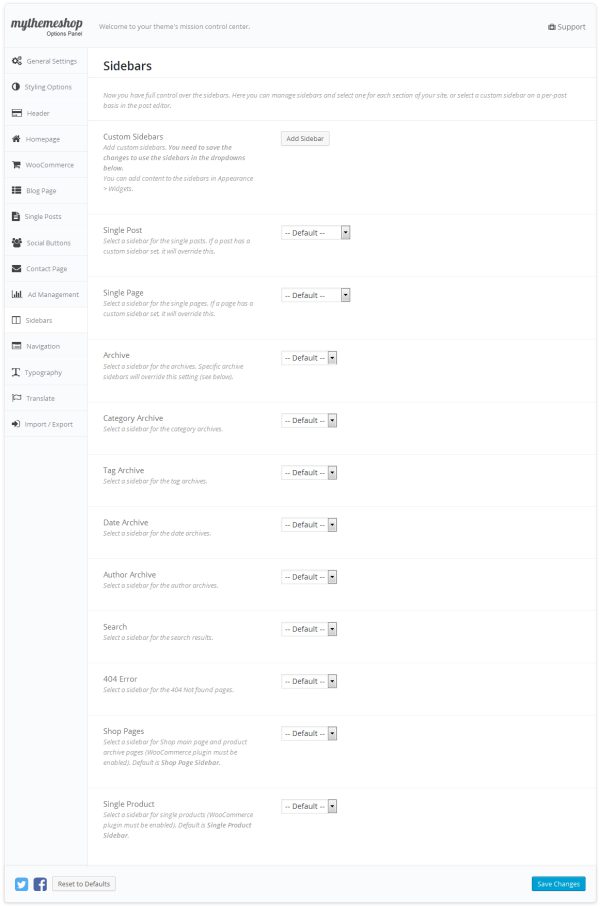 mythemeshop
Options Panel
Welcome to your theme's mission control center.
Support
General Settings
Styling Options
Header
Homepage
WooCommerce
Blog Page
Single Posts
Social Buttons
Contact Page
Ad Management
Sidebars
Navigation
Typography
Translate
Import / Export
Sidebars
Now you have full control over the sidebars. Here you can manage sidebars and select one for each section of your site, or select a custom sidebar on a per-post
basis in the post editor.
Custom Sidebars
Add custom sidebars. You need to save the
changes to use the sidebars in the dropdowns
below.
You can add content to the sidebars in Appearance
> Widgets.
Add Sidebar
Single Post
Select a sidebar for the single posts. If a post has a
custom sidebar set, it will override this.
-- Default --
Single Page
Select a sidebar for the single pages. If a page has a
custom sidebar set, it will override this.
-- Default --
Archive
Select a sidebar for the archives. Specific archive
sidebars will override this setting (see below).
-- Default --
Category Archive
Select a sidebar for the category archives.
-- Default --
Tag Archive
Select a sidebar for the tag archives.
-- Default --
Date Archive
Select a sidebar for the date archives.
-- Default --
Author Archive
Select a sidebar for the author archives.
-- Default --
Search
Select a sidebar for the search results.
-- Default --
404 Error
Select a sidebar for the 404 Not found pages.
-- Default --
Shop Pages
Select a sidebar for Shop main page and product
archive pages (WooCommerce plugin must be
enabled). Default is Shop Page Sidebar.
-- Default --
Single Product
Select a sidebar for single products (WooCommerce
plugin must be enabled). Default is Single Product
Sidebar.
-- Default --
Reset to Defaults
Save Changes